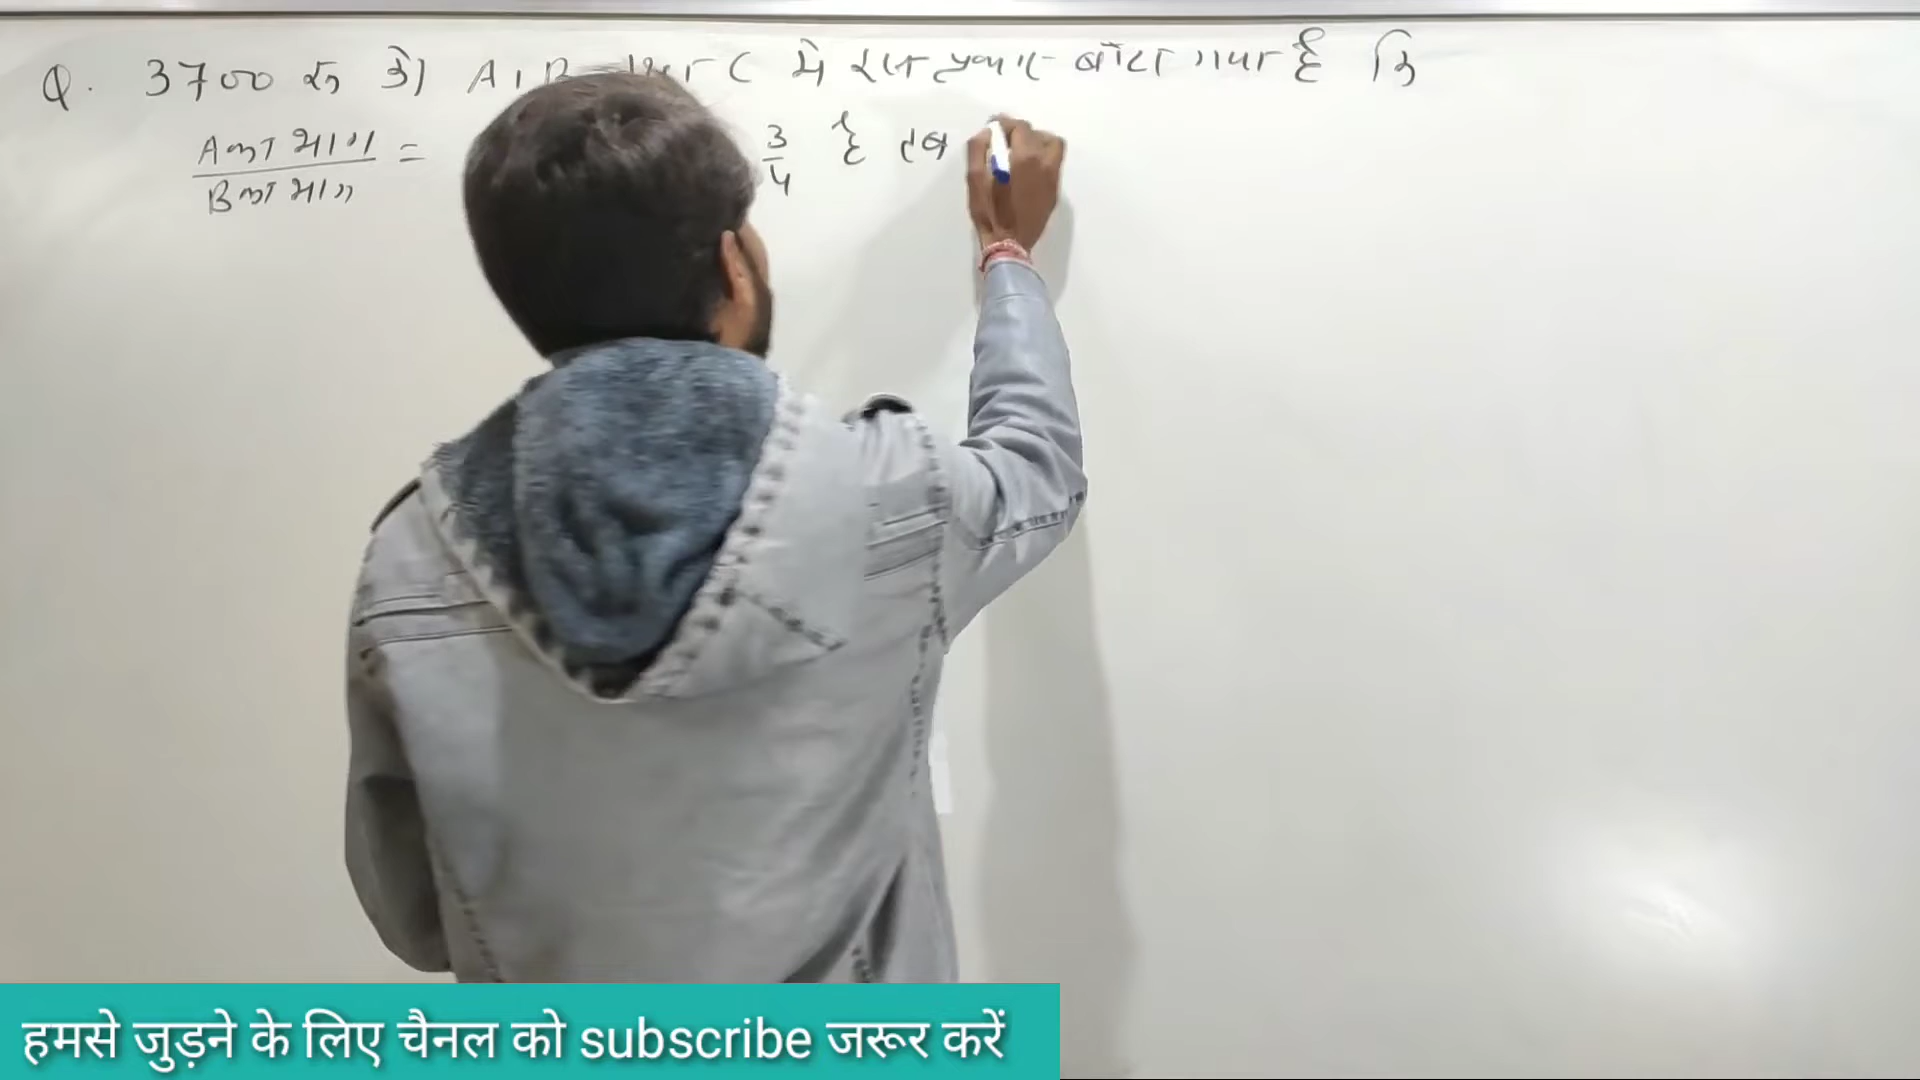 Q. 3700 रू को A, B और C में इस प्रकार बाँटा गया है कि
A का भाग / B का भाग = 3/4 है तब
हमसे जुड़ने के लिए चैनल को subscribe जरूर करें